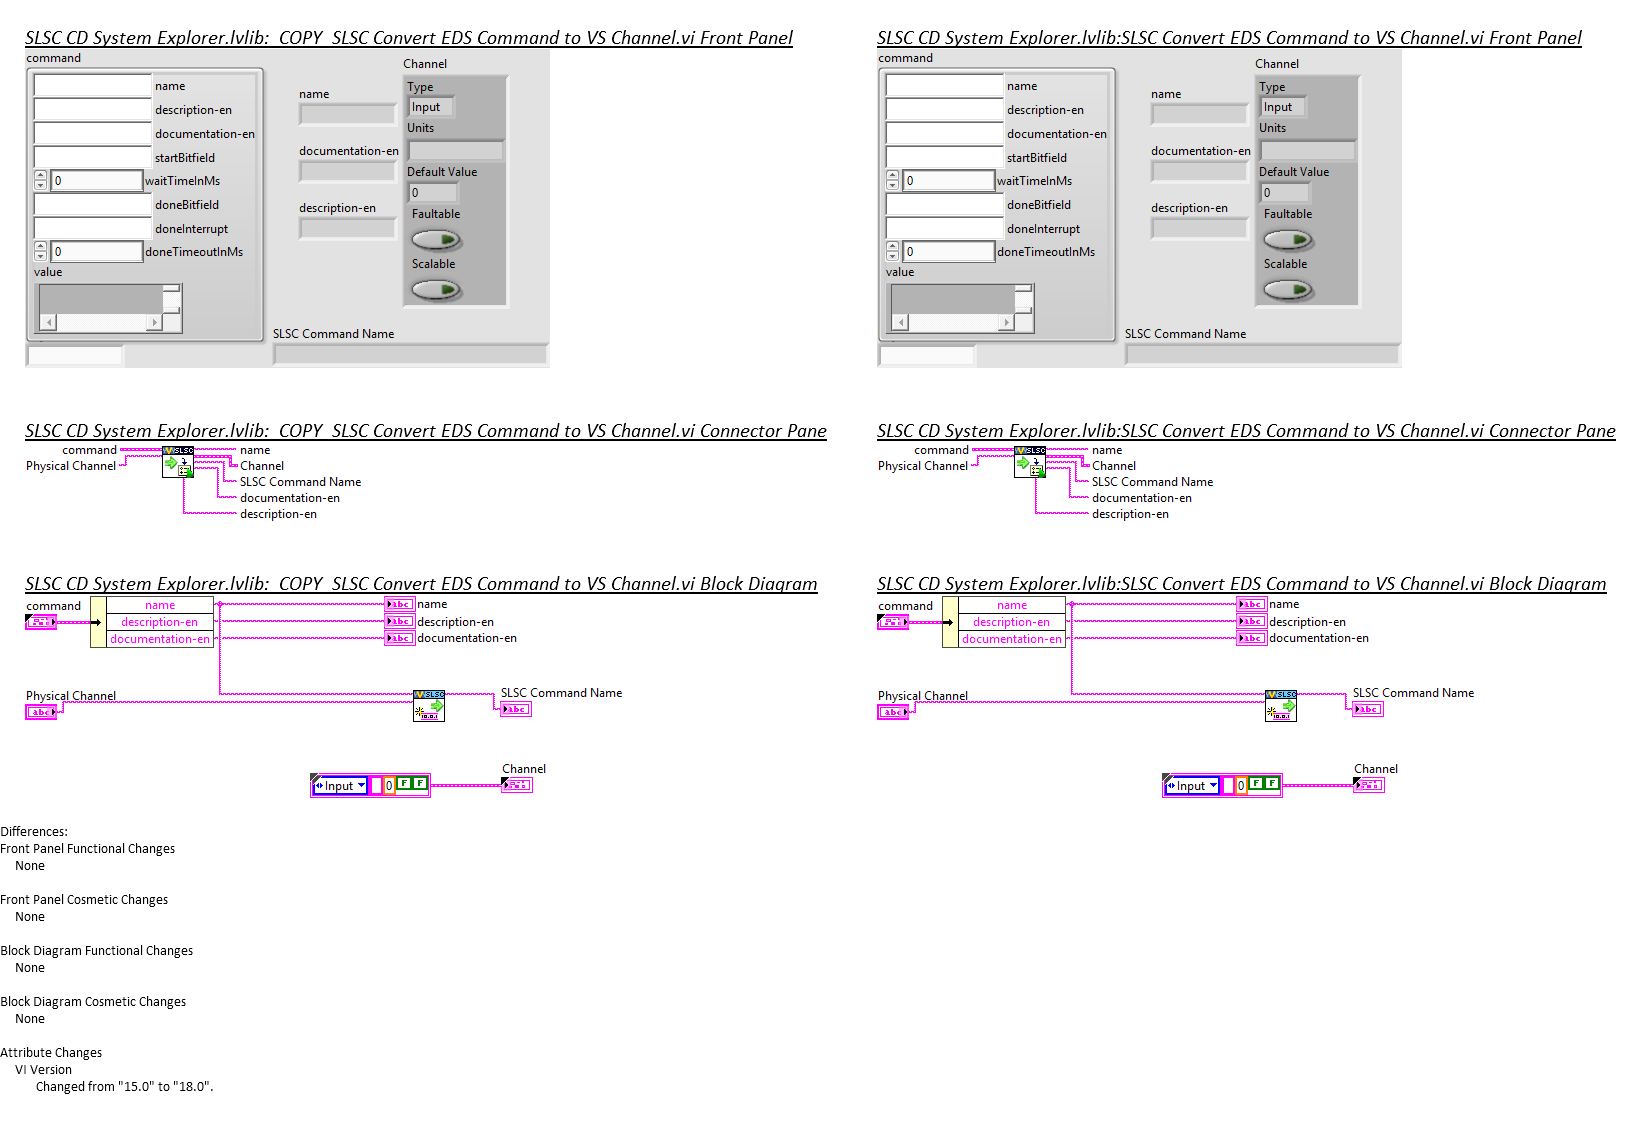 SLSC CD System Explorer.lvlib:  COPY  SLSC Convert EDS Command to VS Channel.vi Front Panel
command
name
description-en
documentation-en
startBitfield
0
waitTimeInMs
doneBitfield
doneInterrupt
0
doneTimeoutInMs
value
name
documentation-en
description-en
Channel
Type
Input
Units
Default Value
0
Faultable
Scalable
SLSC Command Name
SLSC CD System Explorer.lvlib:SLSC Convert EDS Command to VS Channel.vi Front Panel
command
name
description-en
documentation-en
startBitfield
0
waitTimeInMs
doneBitfield
doneInterrupt
0
doneTimeoutInMs
value
name
documentation-en
description-en
Channel
Type
Input
Units
Default Value
0
Faultable
Scalable
SLSC Command Name
SLSC CD System Explorer.lvlib:  COPY  SLSC Convert EDS Command to VS Channel.vi Connector Pane
command
Physical Channel
SLSC
name
Channel
SLSC Command Name
documentation-en
description-en
SLSC CD System Explorer.lvlib:SLSC Convert EDS Command to VS Channel.vi Connector Pane
command
Physical Channel
SLSC
name
Channel
SLSC Command Name
documentation-en
description-en
SLSC CD System Explorer.lvlib:  COPY  SLSC Convert EDS Command to VS Channel.vi Block Diagram
command
name
description-en
documentation-en
abc
name
abc
description-en
abc
documentation-en
Physical Channel
abc
SLSC
SLSC Command Name
abc
Input
0
F
F
Channel
SLSC CD System Explorer.lvlib:SLSC Convert EDS Command to VS Channel.vi Block Diagram
command
name
description-en
documentation-en
abc
name
abc
description-en
abc
documentation-en
Physical Channel
abc
SLSC
SLSC Command Name
abc
Input
0
F
F
Channel
Differences:
Front Panel Functional Changes
None
Front Panel Cosmetic Changes
None
Block Diagram Functional Changes
None
Block Diagram Cosmetic Changes
None
Attribute Changes
VI Version
Changed from "15.0" to "18.0".